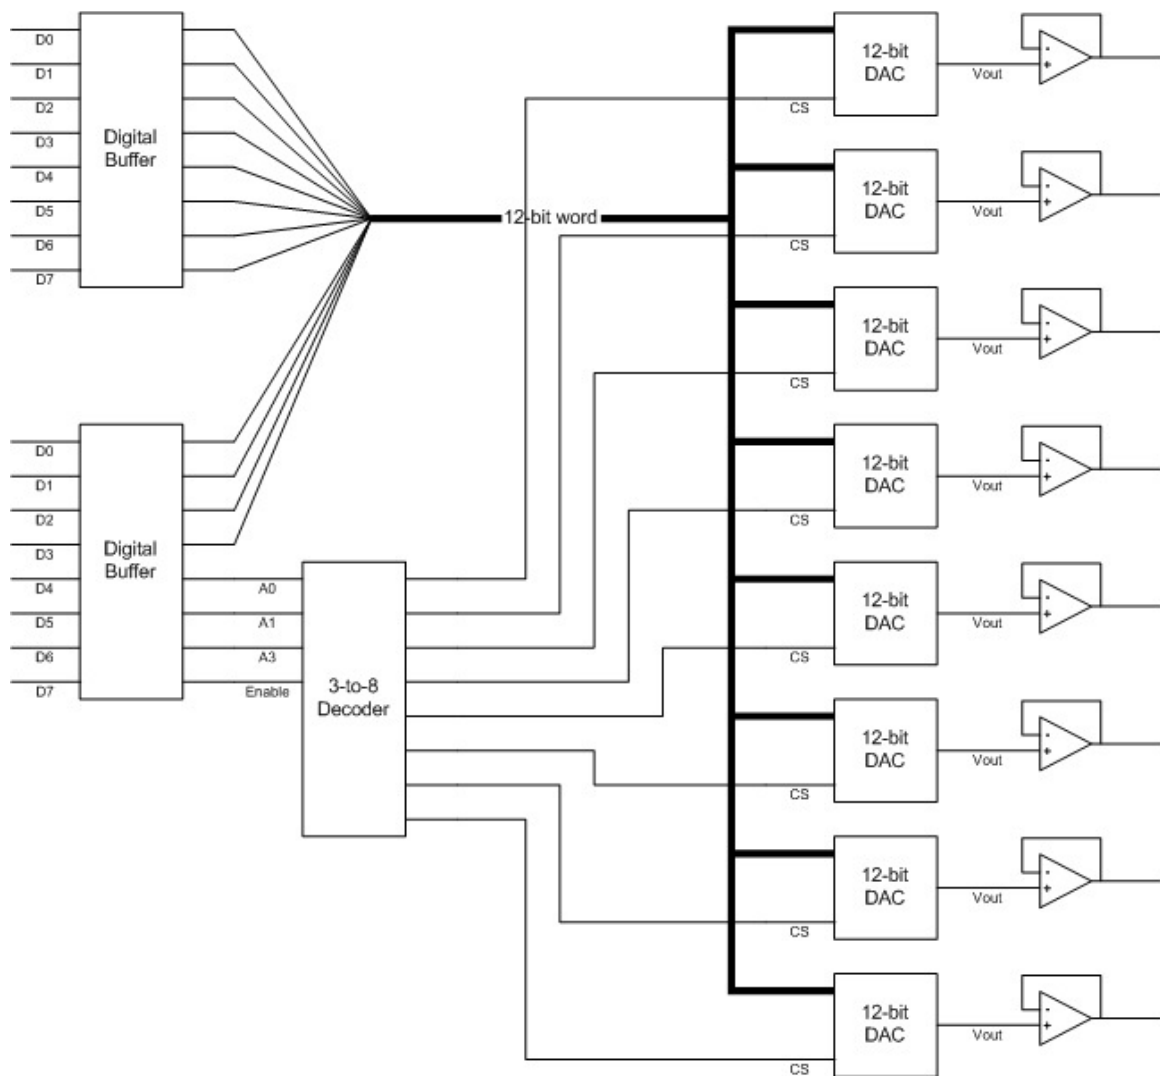 D0
D1
D2
D3
D4
D5
D6
D7
Digital
Buffer
12-bit word
D0
D1
D2
D3
D4
D5
D6
D7
Digital
Buffer
A0
A1
A3
Enable
3-to-8
Decoder
12-bit
DAC
CS
Vout
-
+
12-bit
DAC
CS
Vout
-
+
12-bit
DAC
CS
Vout
-
+
12-bit
DAC
CS
Vout
-
+
12-bit
DAC
CS
Vout
-
+
12-bit
DAC
CS
Vout
-
+
12-bit
DAC
CS
Vout
-
+
12-bit
DAC
CS
Vout
-
+